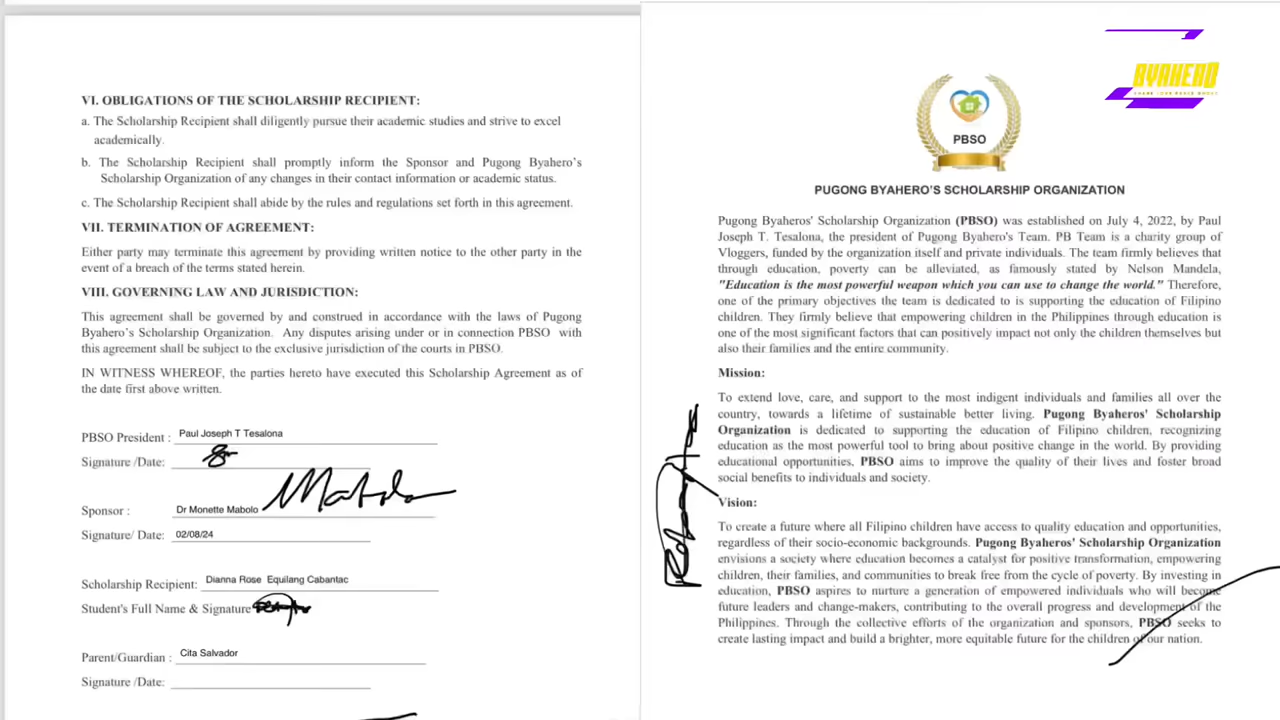 VI. OBLIGATIONS OF THE SCHOLARSHIP RECIPIENT:
a. The Scholarship Recipient shall diligently pursue their academic studies and strive to excel
academically.
b. The Scholarship Recipient shall promptly inform the Sponsor and Pugong Byahero's
Scholarship Organization of any changes in their contact information or academic status.
c. The Scholarship Recipient shall abide by the rules and regulations set forth in this agreement.
VII. TERMINATION OF AGREEMENT:
Either party may terminate this agreement by providing written notice to the other party in the
event of a breach of the terms stated herein.
VIII. GOVERNING LAW AND JURISDICTION:
This agreement shall be governed by and construed in accordance with the laws of Pugong
Byahero's Scholarship Organization. Any disputes arising under or in connection PBSO with
this agreement shall be subject to the exclusive jurisdiction of the courts in PBSO.
IN WITNESS WHEREOF, the parties hereto have executed this Scholarship Agreement as of
the date first above written.
PBSO President : Paul Joseph T Tesalona
Signature /Date:
Sponsor : Dr Monette Mabolo Mabolo
Signature/ Date: 02/08/24
Scholarship Recipient: Dianna Rose Equilang Cabantac
Student's Full Name & Signature
Parent/Guardian : Cita Salvador
Signature /Date:
BYAHERO
PBSO
PUGONG BYAHERO'S SCHOLARSHIP ORGANIZATION
Pugong Byaheros' Scholarship Organization (PBSO) was established on July 4, 2022, by Paul
Joseph T. Tesalona, the president of Pugong Byahero's Team. PB Team is a charity group of
Vloggers, funded by the organization itself and private individuals. The team firmly believes that
through education, poverty can be alleviated, as famously stated by Nelson Mandela,
"Education is the most powerful weapon which you can use to change the world." Therefore,
one of the primary objectives the team is dedicated to is supporting the education of Filipino
children. They firmly believe that empowering children in the Philippines through education is
one of the most significant factors that can positively impact not only the children themselves but
also their families and the entire community.
Mission:
To extend love, care, and support to the most indigent individuals and families all over the
country, towards a lifetime of sustainable better living. Pugong Byaheros' Scholarship
Organization is dedicated to supporting the education of Filipino children, recognizing
education as the most powerful tool to bring about positive change in the world. By providing
educational opportunities, PBSO aims to improve the quality of their lives and foster broad
social benefits to individuals and society.
Vision:
To create a future where all Filipino children have access to quality education and opportunities,
regardless of their socio-economic backgrounds. Pugong Byaheros' Scholarship Organization
envisions a society where education becomes a catalyst for positive transformation, empowering
children, their families, and communities to break free from the cycle of poverty. By investing in
education, PBSO aspires to nurture a generation of empowered individuals who will become
future leaders and change-makers, contributing to the overall progress and development of the
Philippines. Through the collective efforts of the organization and sponsors, PBSO seeks to
create lasting impact and build a brighter, more equitable future for the children of our nation.